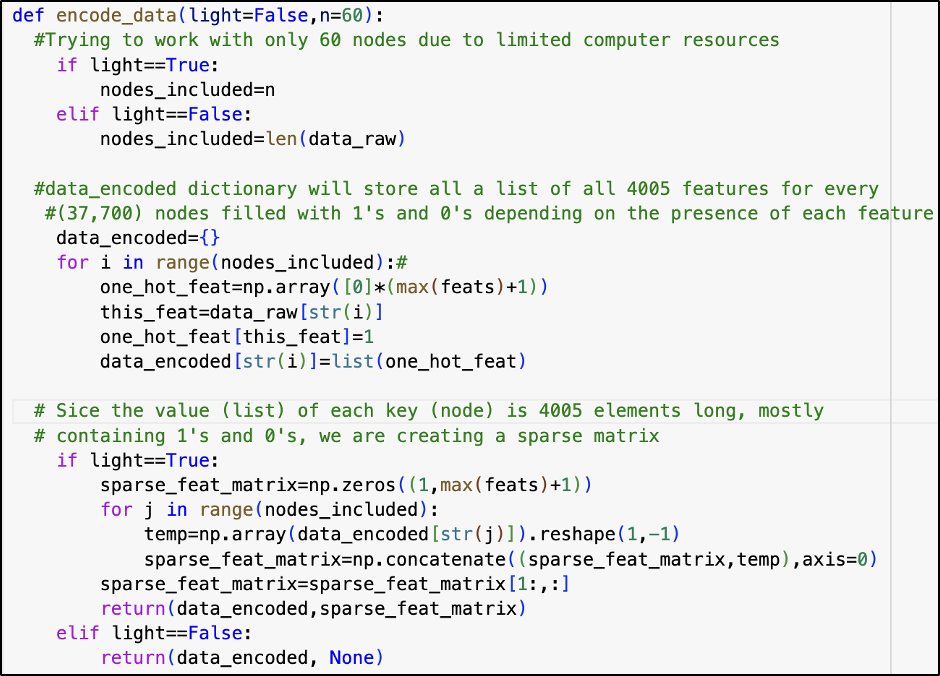 def encode_data(light=False,n=60):
  #Trying to work with only 60 nodes due to limited computer resources
    if light==True:
        nodes_included=n
    elif light==False:
        nodes_included=len(data_raw)

  #data_encoded dictionary will store all a list of all 4005 features for every
   #(37,700) nodes filled with 1's and 0's depending on the presence of each feature
    data_encoded={}
    for i in range(nodes_included):#
        one_hot_feat=np.array([0]*(max(feats)+1))
        this_feat=data_raw[str(i)]
        one_hot_feat[this_feat]=1
        data_encoded[str(i)]=list(one_hot_feat)

  # Sice the value (list) of each key (node) is 4005 elements long, mostly
  # containing 1's and 0's, we are creating a sparse matrix
    if light==True:
        sparse_feat_matrix=np.zeros((1,max(feats)+1))
        for j in range(nodes_included):
            temp=np.array(data_encoded[str(j)]).reshape(1,-1)
            sparse_feat_matrix=np.concatenate((sparse_feat_matrix,temp),axis=0)
        sparse_feat_matrix=sparse_feat_matrix[1:,:]
        return(data_encoded,sparse_feat_matrix)
    elif light==False:
        return(data_encoded, None)